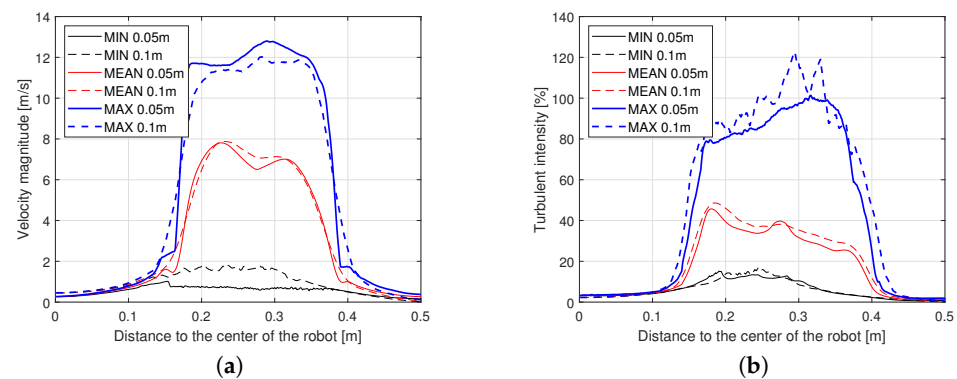 14
12
10
8
6
4
2
0
Velocity magnitude [m/s]
MIN 0.05m
MIN 0.1m
MEAN 0.05m
MEAN 0.1m
MAX 0.05m
MAX 0.1m
0 0.1 0.2 0.3 0.4 0.5
Distance to the center of the robot [m]
(a)
140
120
100
80
60
40
20
0
Turbulent intensity [%]
MIN 0.05m
MIN 0.1m
MEAN 0.05m
MEAN 0.1m
MAX 0.05m
MAX 0.1m
0 0.1 0.2 0.3 0.4 0.5
Distance to the center of the robot [m]
(b)